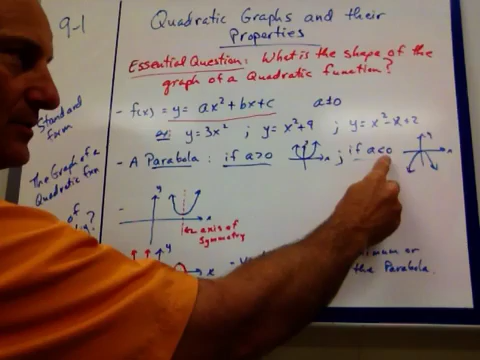 9-1
Quadratic Graphs and their
Properties
Essential Question: What is the shape of the
graph of a Quadratic function?
Standard
form
- f(x) = y = ax² + bx + c   a≠0
ex: y = 3x² ; y = x² + 9 ; y = x² - x + 2
The Graph of a
Quadratic
- A Parabola : if a>0 ; if a<0
of
y
x
axis of
Symmetry
y
x
or
the Parabola.